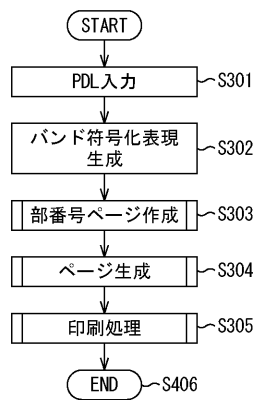 START
PDL入力
S301
バンド符号化表現
生成
S302
部番号ページ作成
S303
ページ生成
S304
印刷処理
S305
END
S406